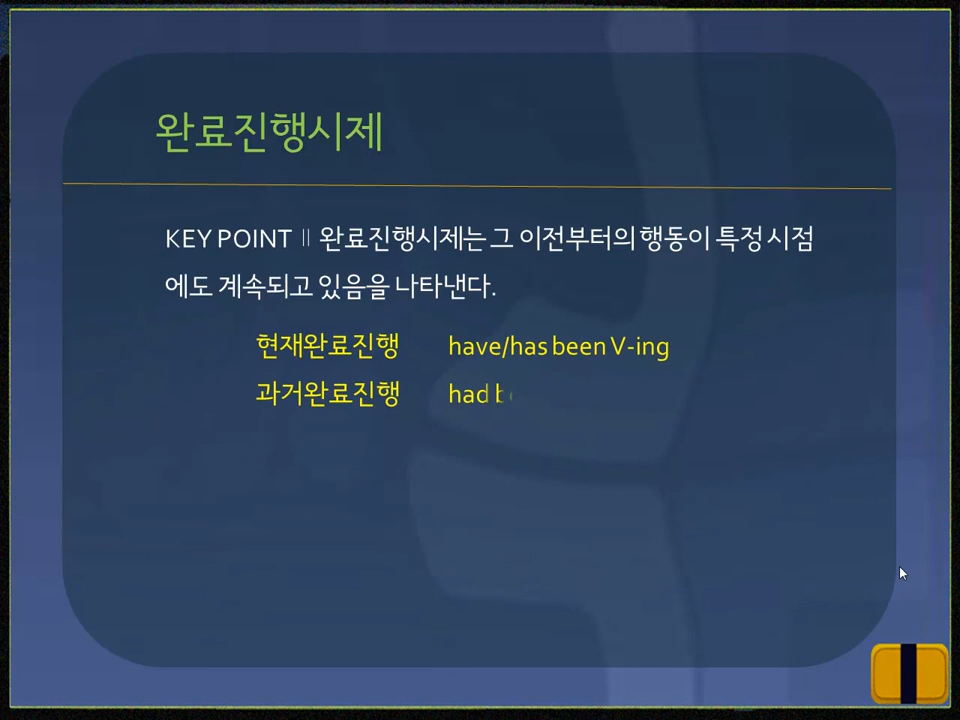 완료진행시제
KEY POINT Ⅱ 완료진행시제는 그 이전부터의 행동이 특정 시점
에도 계속되고 있음을 나타낸다.
현재완료진행 have/has been V-ing
과거완료진행 had